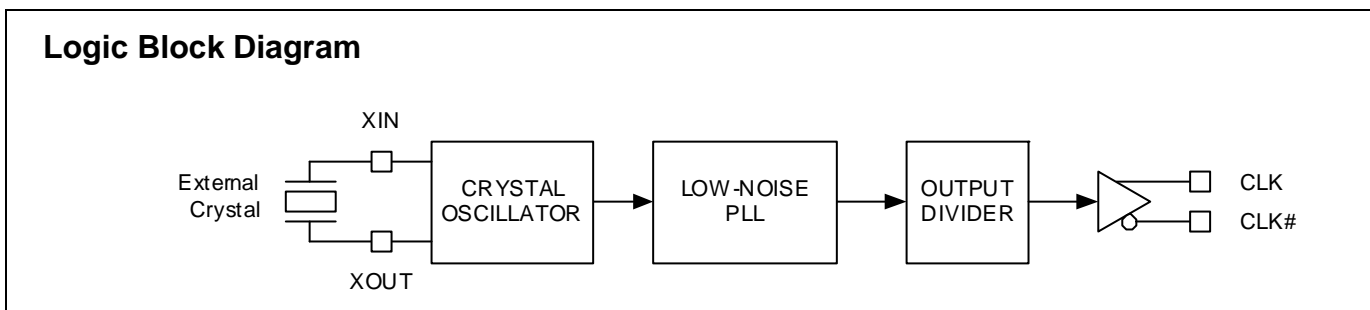 Logic Block Diagram
XIN
External
Crystal
XOUT
CRYSTAL
OSCILLATOR
LOW-NOISE
PLL
OUTPUT
DIVIDER
CLK
CLK#